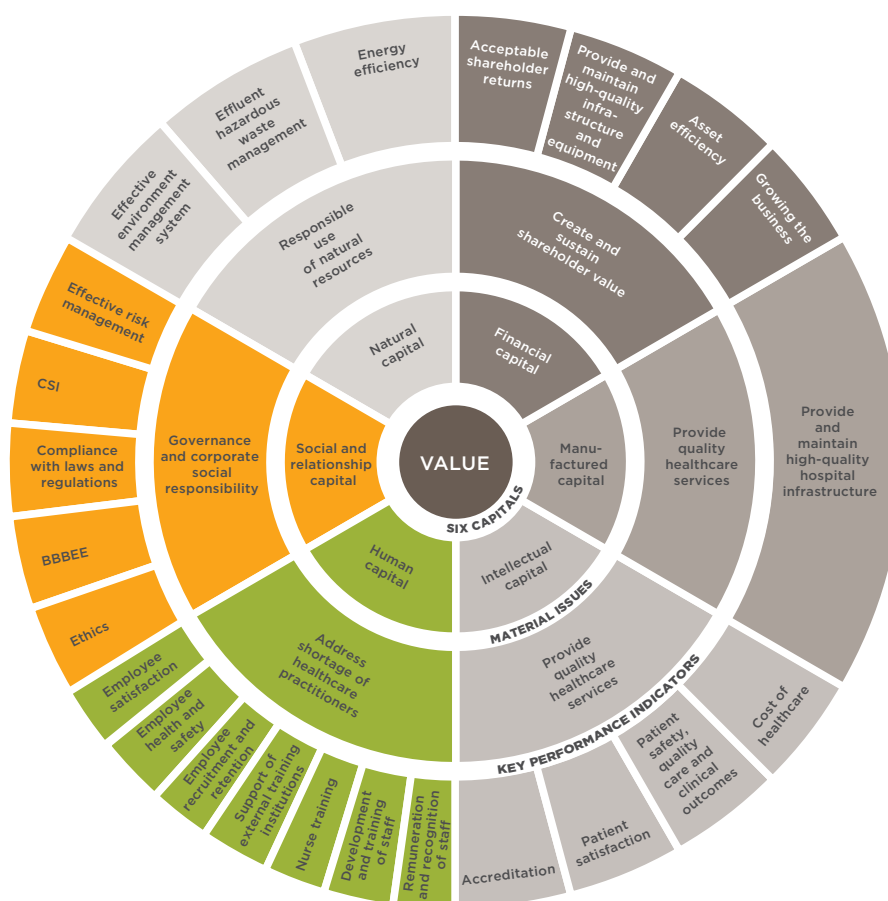 Energy
efficiency
Effluent
hazardous
waste
management
Effective
environment
management
system
Acceptable
shareholder
returns
Provide and
maintain
high-quality
infra-
structure
and
equipment
Asset
efficiency
Growing the
business
Responsible
use
of natural
resources
Create and
sustain
shareholder value
Natural
capital
Financial
capital
Effective risk
management
CSI
Compliance
with laws and
regulations
BBBEE
Ethics
Governance
and corporate
social
responsibility
Social and
relationship
capital
VALUE
Manu-
factured
capital
Provide
quality
healthcare
services
Provide
and
maintain
high-quality
hospital
infrastructure
SIX CAPITALS
Human
capital
Intellectual
capital
MATERIAL ISSUES
Address
shortage of
healthcare
practitioners
Provide
quality
healthcare
services
KEY PERFORMANCE INDICATORS
Employee
satisfaction
Employee
health and
safety
Employee
recruitment and
retention
Support of
external training
institutions
Nurse training
Development
and training
of staff
Remuneration
and recognition
of staff
Accreditation
Patient
satisfaction
Patient
safety,
quality
care and
clinical
outcomes
Cost of
healthcare